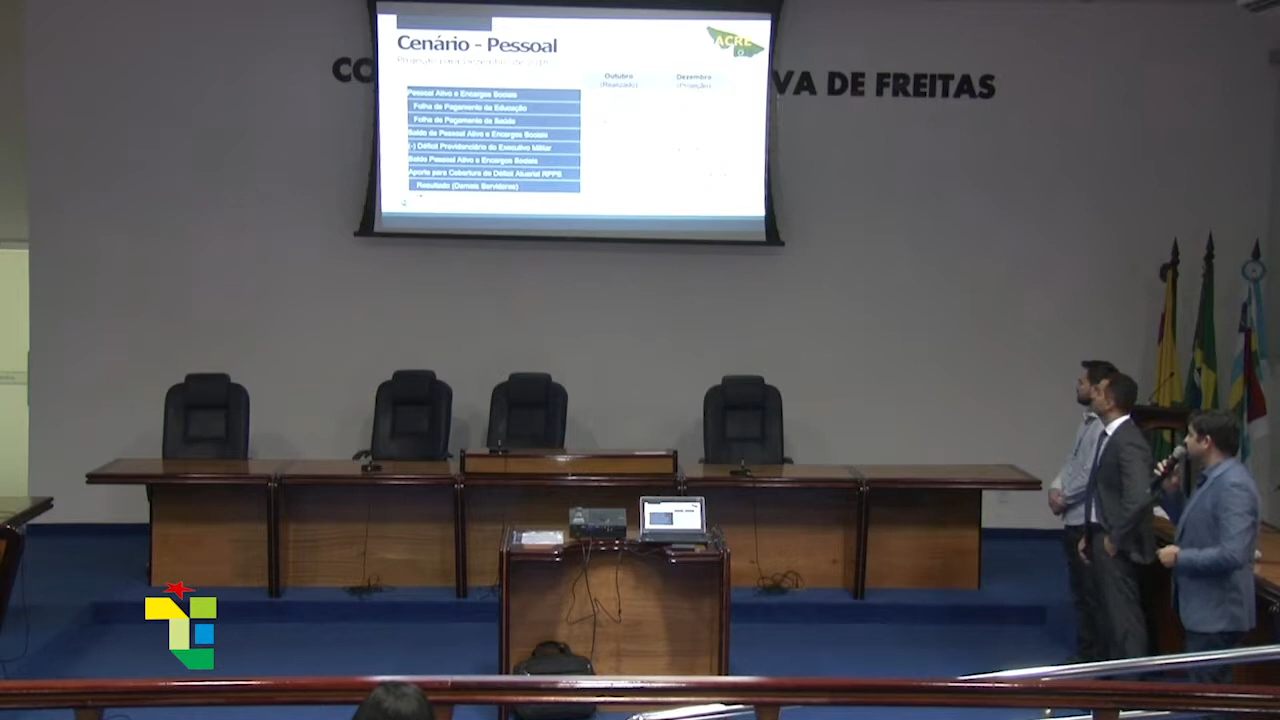 Cenário - Pessoal
ACRE
Outubro
(Realizado)
Dezembro
(Projeção)
Pessoal Ativo e Encargos Sociais
Folha de Pagamento da Educação
Folha de Pagamento da Saúde
Saldo de Pessoal Ativo e Encargos Sociais
(-) Déficit Previdenciário do Executivo Militar
Saldo Pessoal Ativo e Encargos Sociais
Aporte para Cobertura do Déficit Atuarial RPPS
Resultado (Demais Servidores)
CO
VA DE FREITAS